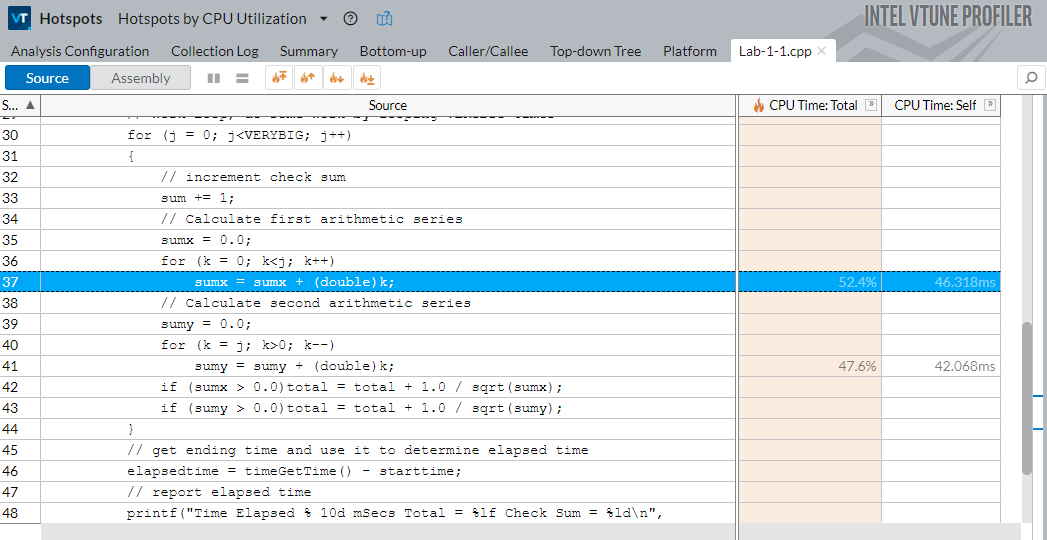 VT Hotspots Hotspots by CPU Utilization INTEL VTUNE PROFILER
Analysis Configuration Collection Log Summary Bottom-up Caller/Callee Top-down Tree Platform Lab-1-1.cpp
Source Assembly
S... Source CPU Time: Total CPU Time: Self
30 for (j = 0; j<VERYBIG; j++)
31 {
32 // increment check sum
33 sum += 1;
34 // Calculate first arithmetic series
35 sumx = 0.0;
36 for (k = 0; k<j; k++)
37 sumx = sumx + (double)k; 52.4% 46.318ms
38 // Calculate second arithmetic series
39 sumy = 0.0;
40 for (k = j; k>0; k--)
41 sumy = sumy + (double)k; 47.6% 42.068ms
42 if (sumx > 0.0)total = total + 1.0 / sqrt(sumx);
43 if (sumy > 0.0)total = total + 1.0 / sqrt(sumy);
44 }
45 // get ending time and use it to determine elapsed time
46 elapsedtime = timeGetTime() - starttime;
47 // report elapsed time
48 printf("Time Elapsed % 10d mSecs Total = %lf Check Sum = %ld\n",